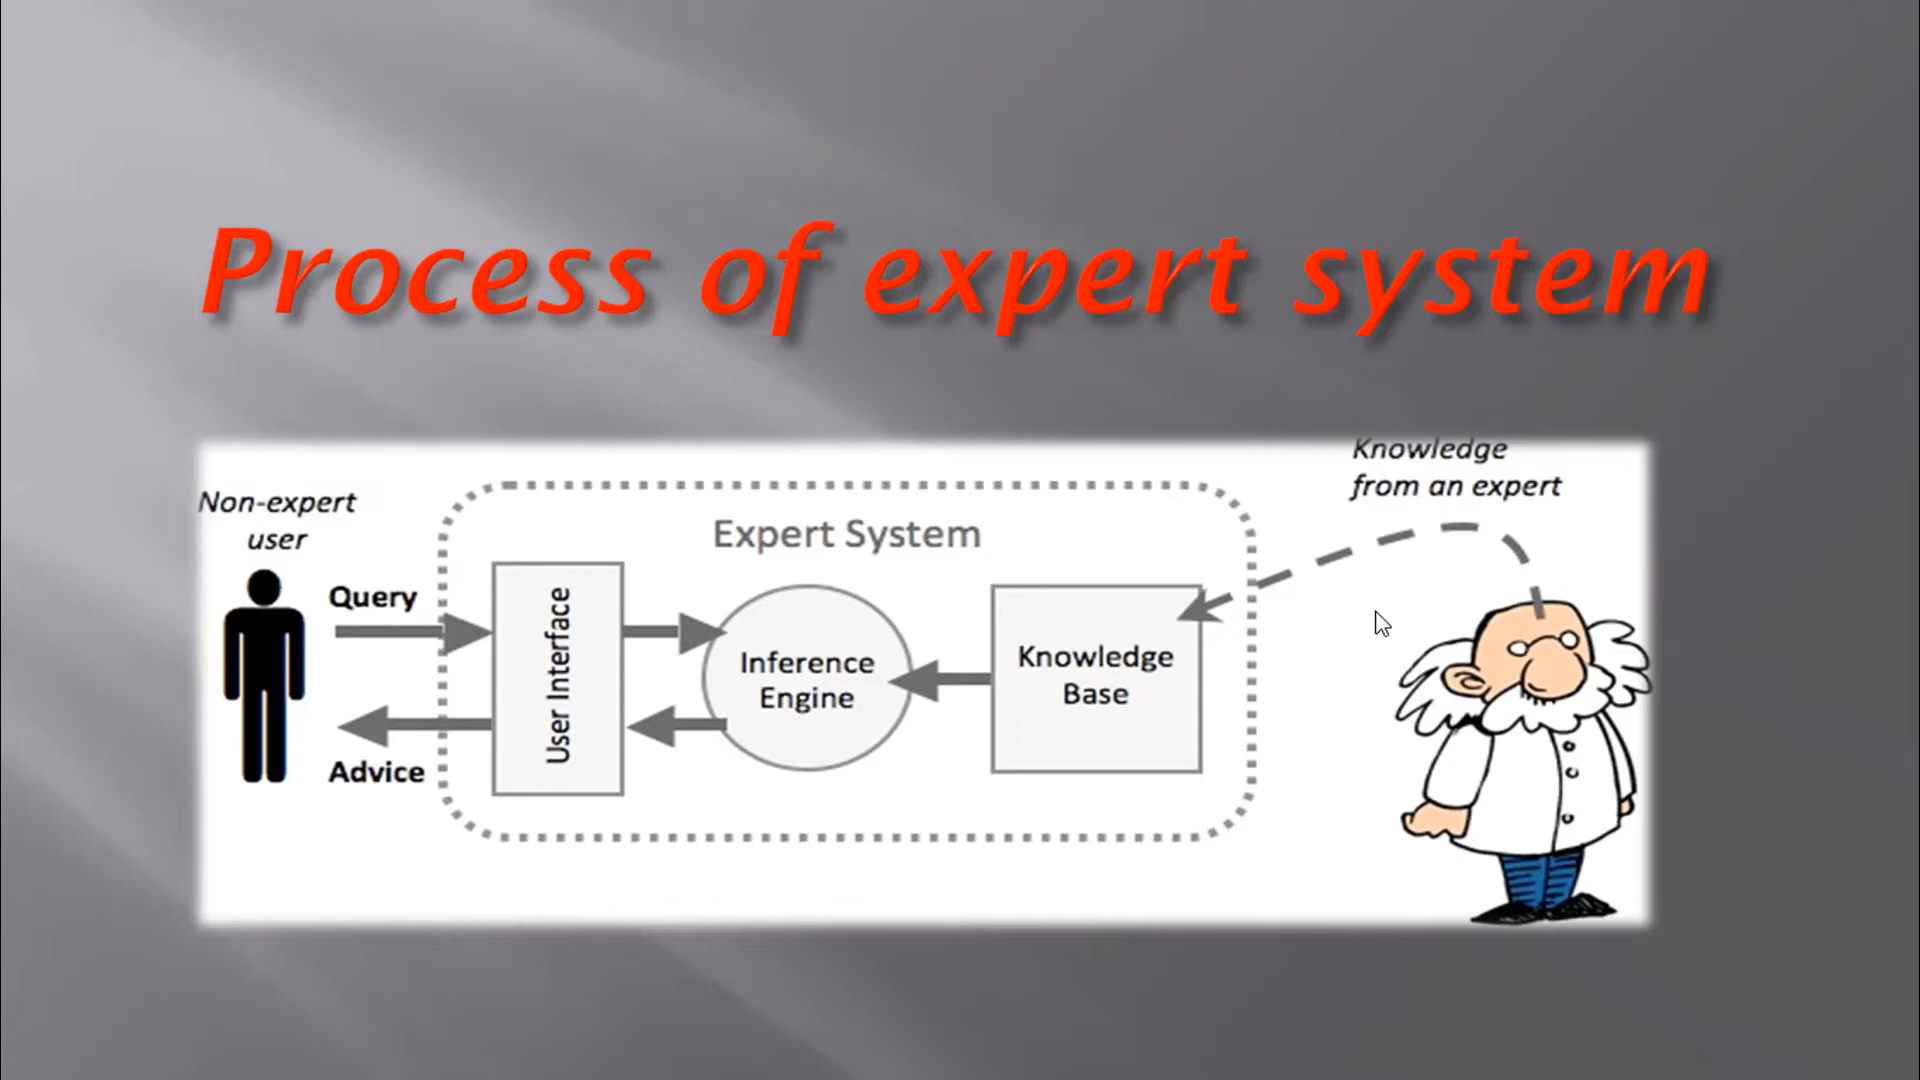 Process of expert system
Knowledge
from an expert
Non-expert
user
Expert System
Query
User Interface
Inference
Engine
Knowledge
Base
Advice